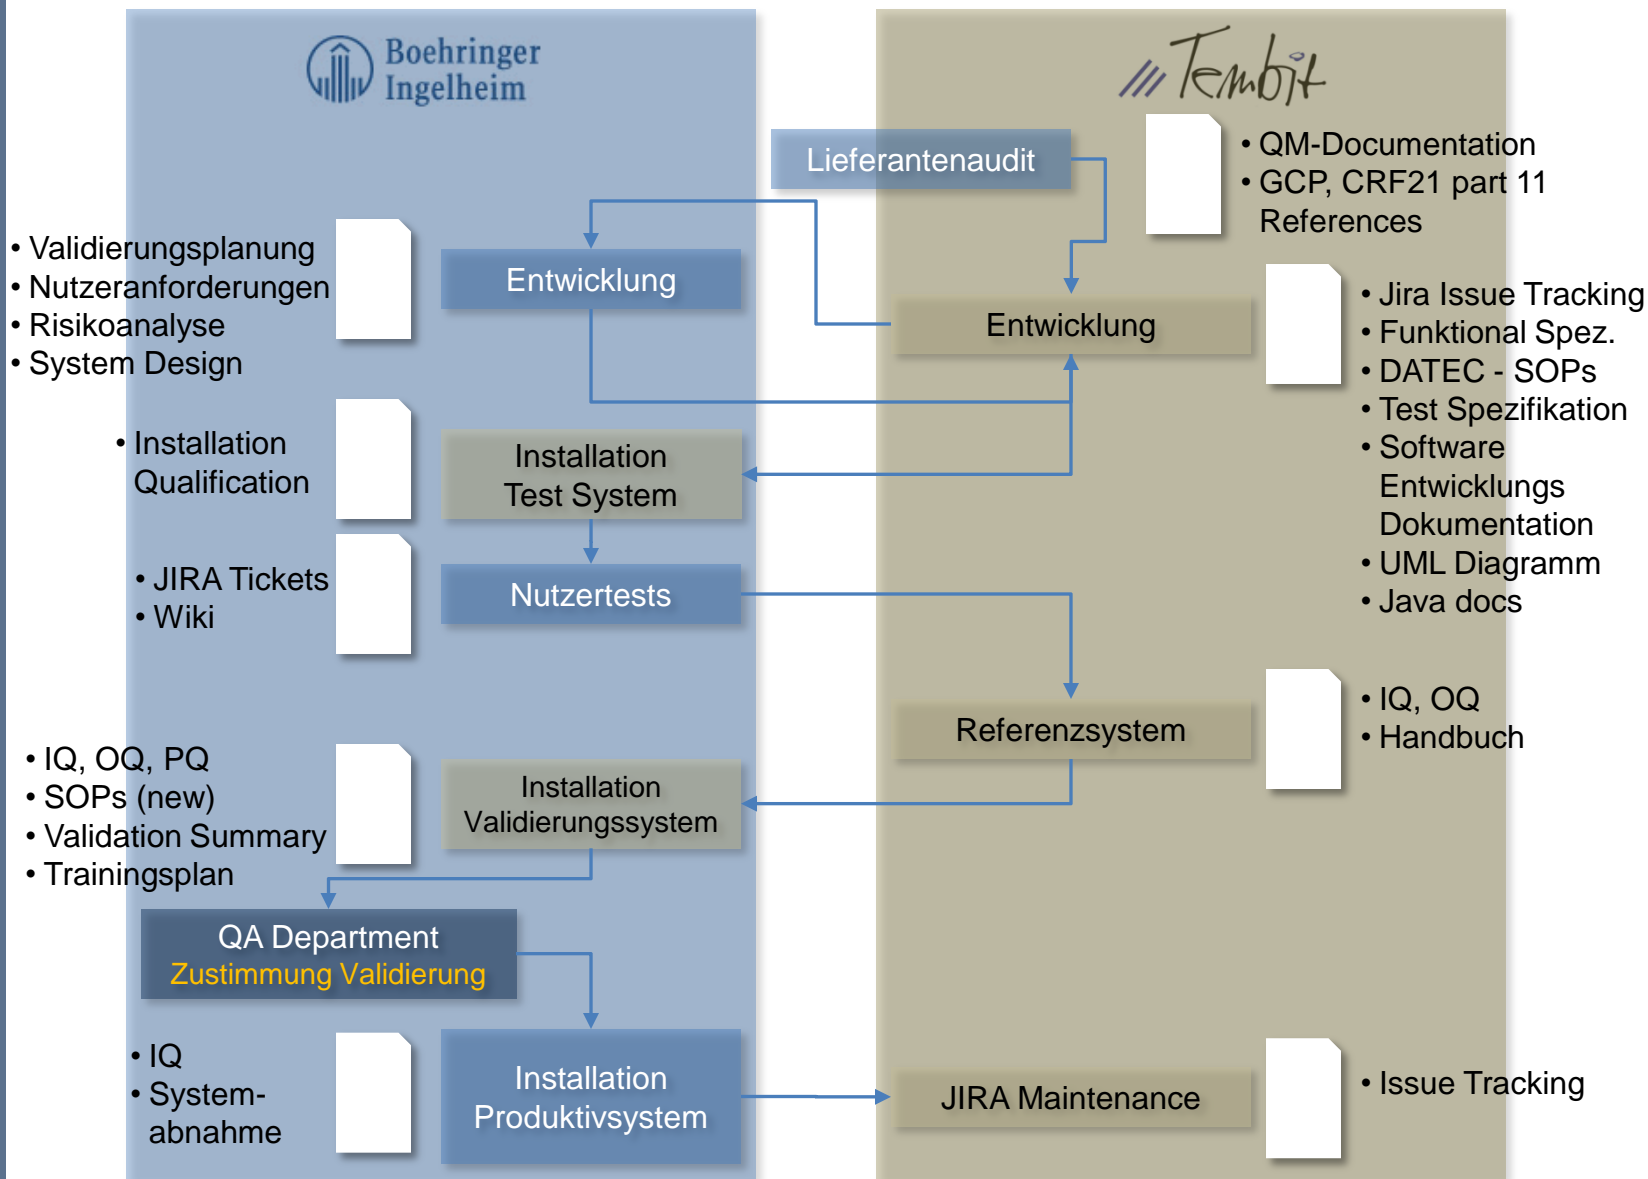 Boehringer
Ingelheim
Tembit
Lieferantenaudit
• QM-Documentation
• GCP, CRF21 part 11
References
• Validierungsplanung
• Nutzeranforderungen
• Risikoanalyse
• System Design
Entwicklung
Entwicklung
• Jira Issue Tracking
• Funktional Spez.
• DATEC - SOPs
• Test Spezifikation
• Software
Entwicklungs
Dokumentation
• UML Diagramm
• Java docs
• Installation
Qualification
Installation
Test System
• JIRA Tickets
• Wiki
Nutzertests
Referenzsystem
• IQ, OQ
• Handbuch
• IQ, OQ, PQ
• SOPs (new)
• Validation Summary
• Trainingsplan
Installation
Validierungssystem
QA Department
Zustimmung Validierung
• IQ
• System-
abnahme
Installation
Produktivsystem
JIRA Maintenance
• Issue Tracking